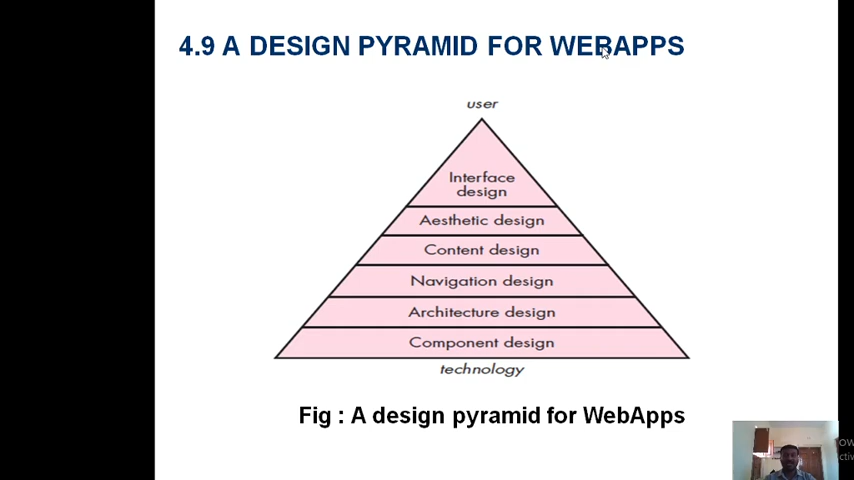 4.9 A DESIGN PYRAMID FOR WEBAPPS
user
Interface
design
Aesthetic design
Content design
Navigation design
Architecture design
Component design
technology
Fig : A design pyramid for WebApps